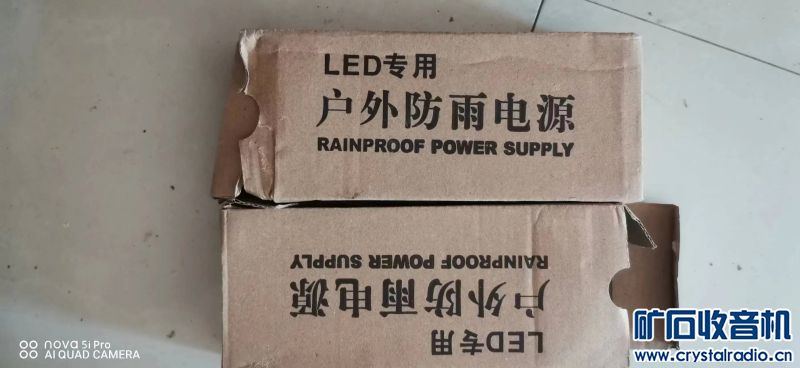 LED专用
户外防雨电源
RAINPROOF POWER SUPPLY
RAINPROOF POWER SUPPLY
户外防雨电源
LED专用
nova 5i Pro
AI QUAD CAMERA
矿石收音机
www.crystalradio.cn